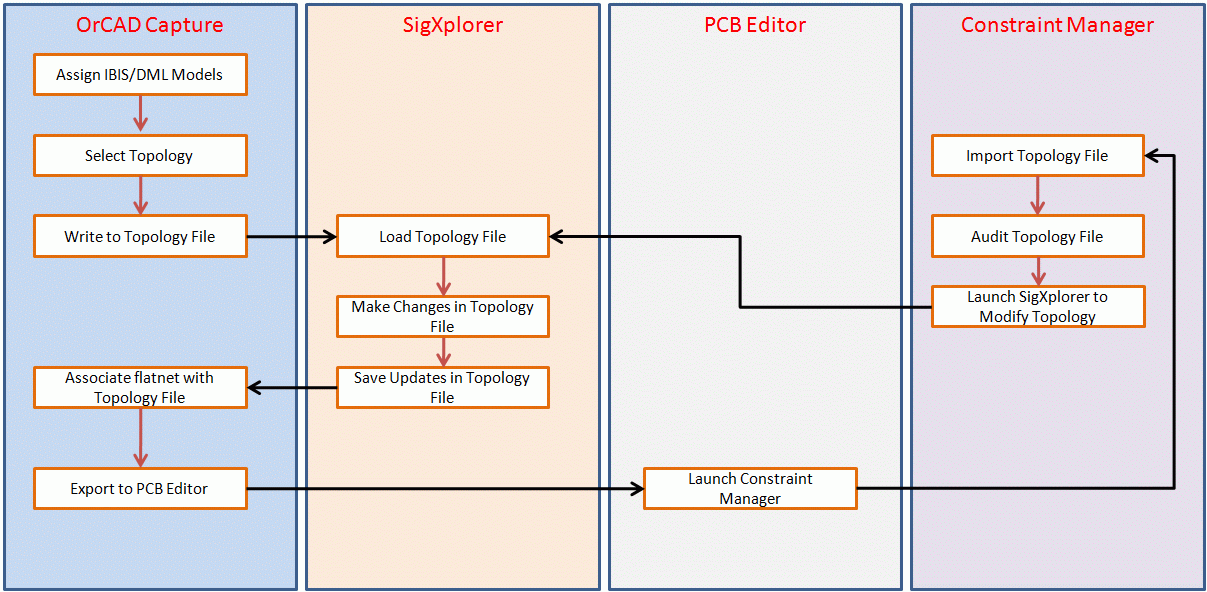 OrCAD Capture
Assign IBIS/DML Models
Select Topology
Write to Topology File
Associate flatnet with
Topology File
Export to PCB Editor
SigXplorer
Load Topology File
Make Changes in Topology
File
Save Updates in Topology
File
PCB Editor
Launch Constraint
Manager
Constraint Manager
Import Topology File
Audit Topology File
Launch SigXplorer to
Modify Topology